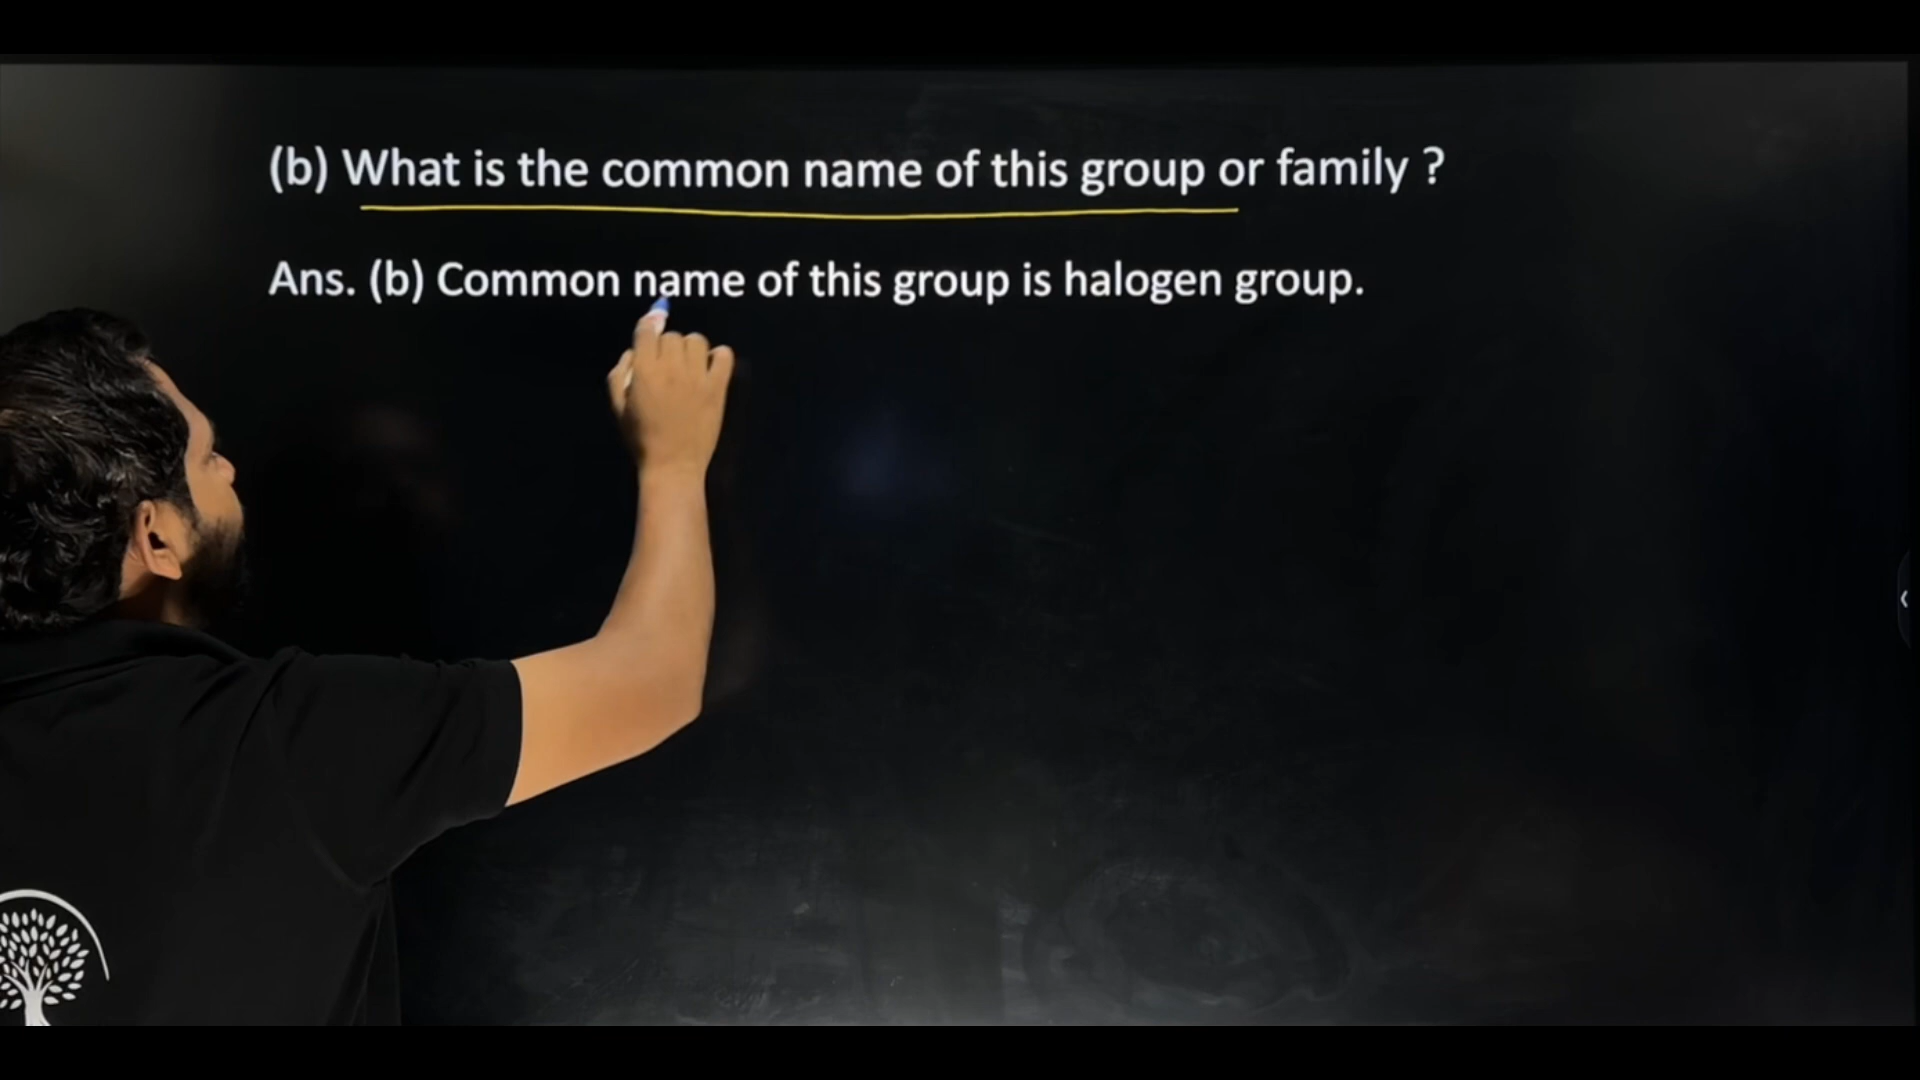 (b) What is the common name of this group or family ?
Ans. (b) Common name of this group is halogen group.